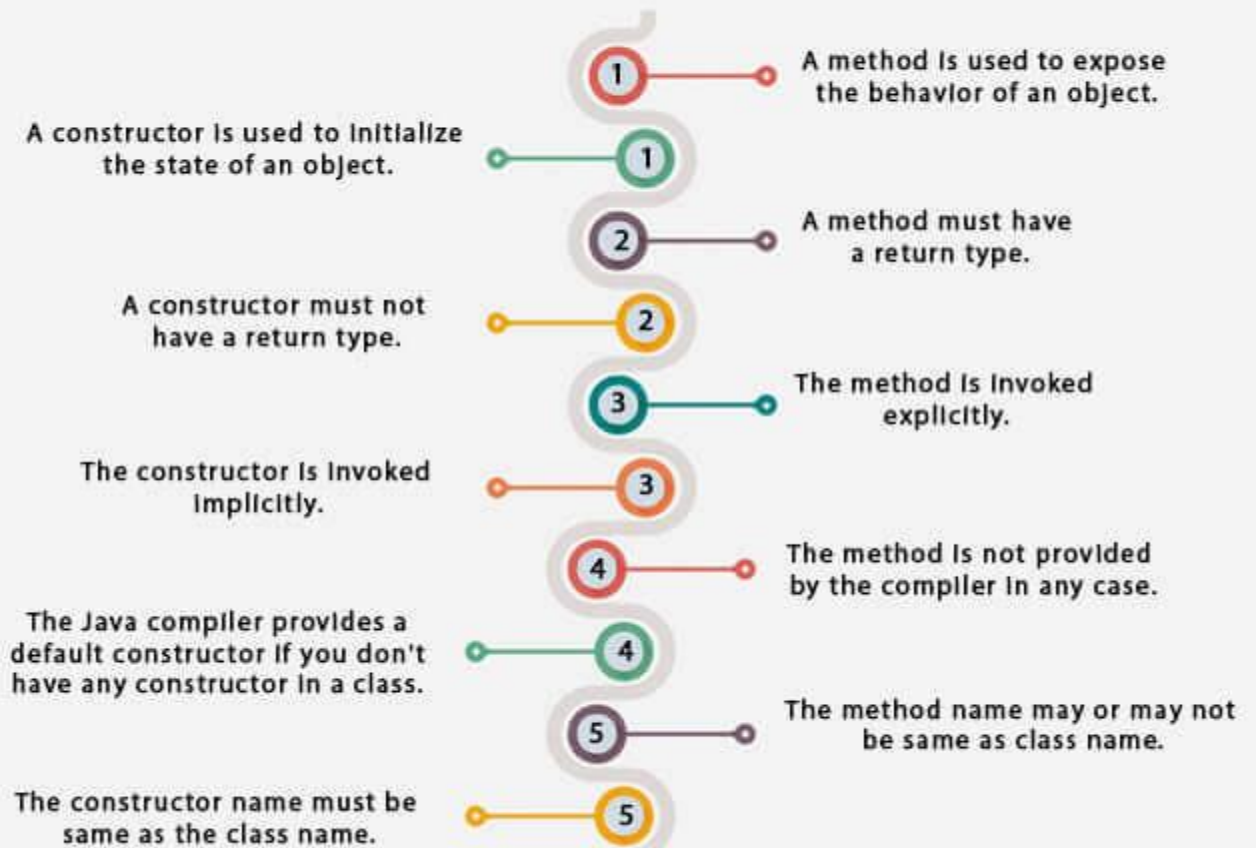 1
A method is used to expose
the behavior of an object.
A constructor is used to initialize
the state of an object.
1
2
A method must have
a return type.
A constructor must not
have a return type.
2
3
The method is invoked
explicitly.
The constructor is invoked
implicitly.
3
4
The method is not provided
by the compiler in any case.
The Java compiler provides a
default constructor if you don't
have any constructor in a class.
4
5
The method name may or may not
be same as class name.
The constructor name must be
same as the class name.
5